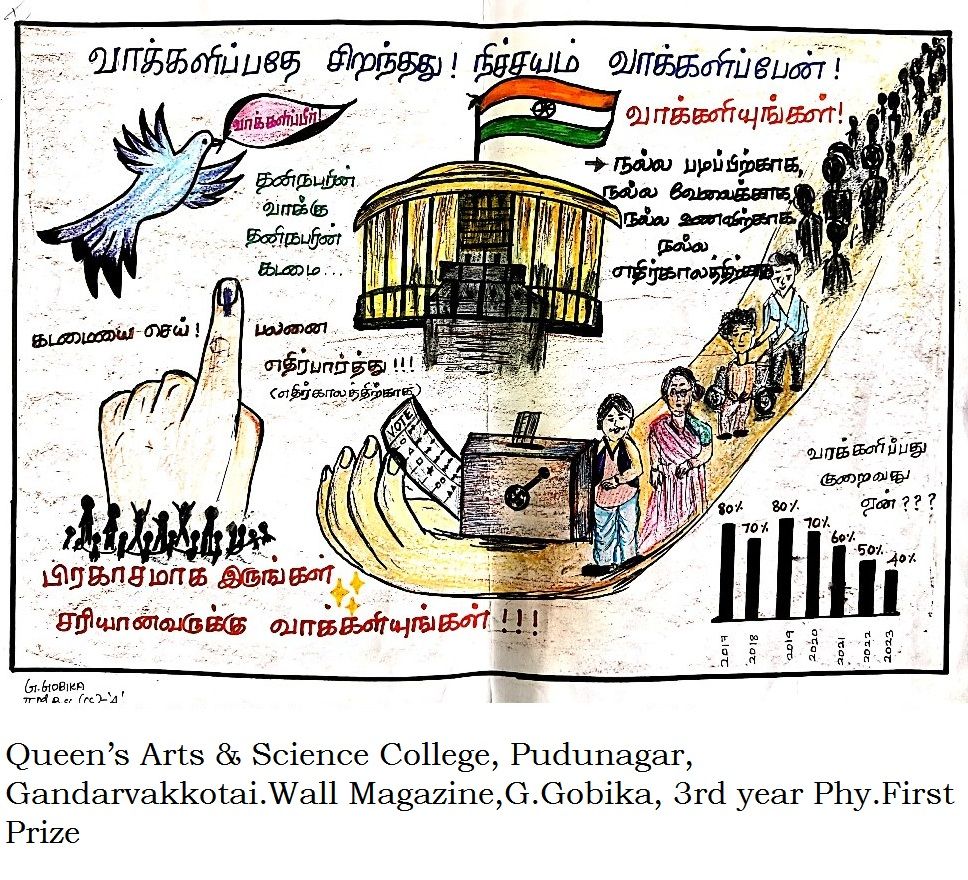 வாக்களிப்பதே சிறந்தது! நிச்சயம் வாக்களிப்பேன்!
வாக்களிப்பீர்!
வாக்களியுங்கள்!
→ நல்ல படிப்பிற்காக,
நல்ல வேலைக்காக,
நல்ல உணவிற்காக,
நல்ல
எதிர்காலத்திற்காக
தனிநபரின்
வாக்கு
தனிநபரின்
கடமை...
கடமையை செய்! பலனை
எதிர்பார்த்து!!!
(எதிர்காலத்திற்காக)
VOTE
வாக்களிப்பது
குறைவது
ஏன்???
80% 70% 80% 70% 60% 50% 40%
2017 2018 2019 2020 2021 2022 2023
பிரகாசமாக இருங்கள்
சரியானவருக்கு வாக்களியுங்கள்!!!
G.GOBIKA
Queen’s Arts & Science College, Pudunagar,
Gandarvakkotai.Wall Magazine,G.Gobika, 3rd year Phy.First
Prize